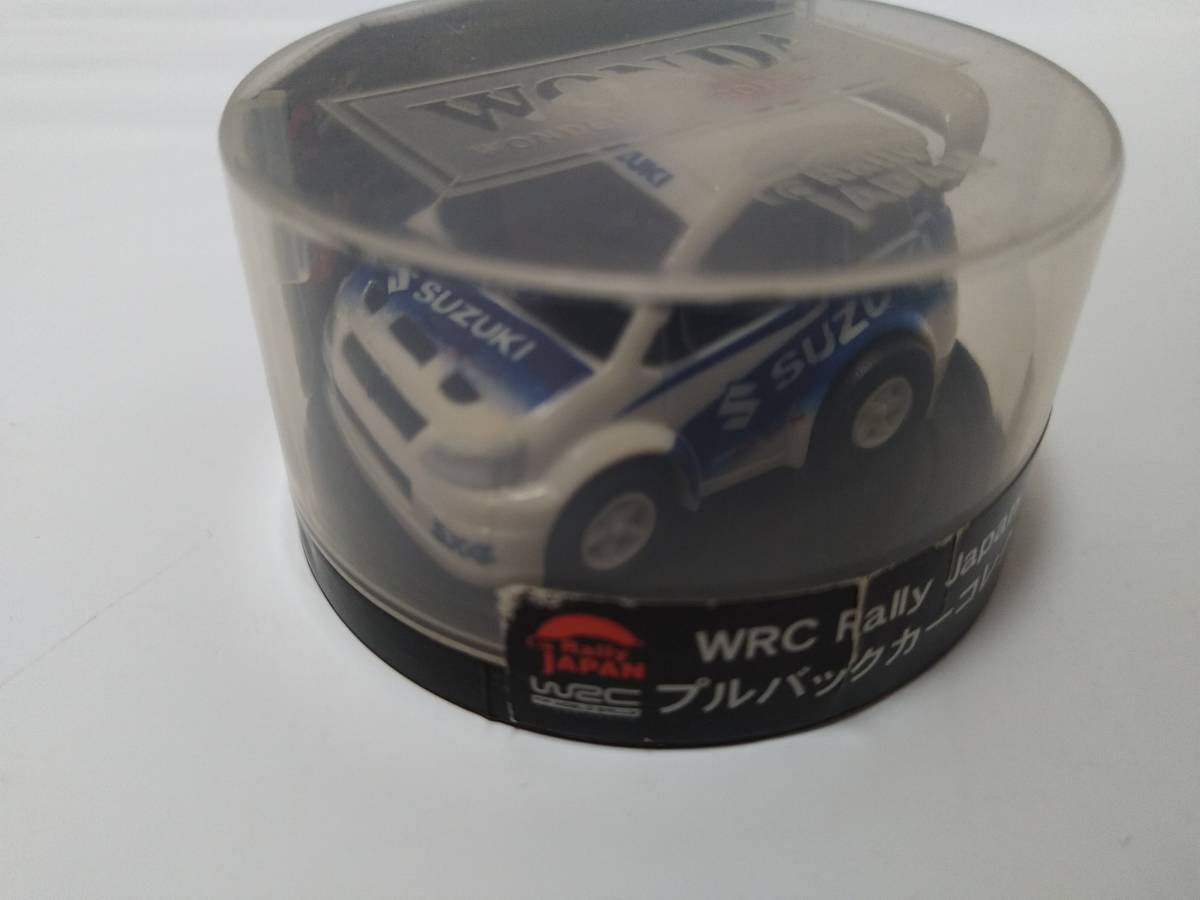 WONDA
SUZUKI
SUZUKI
SUZU
SX4
Rally
JAPAN
WRC
WRC Rally Japan
プルバックカーコレ